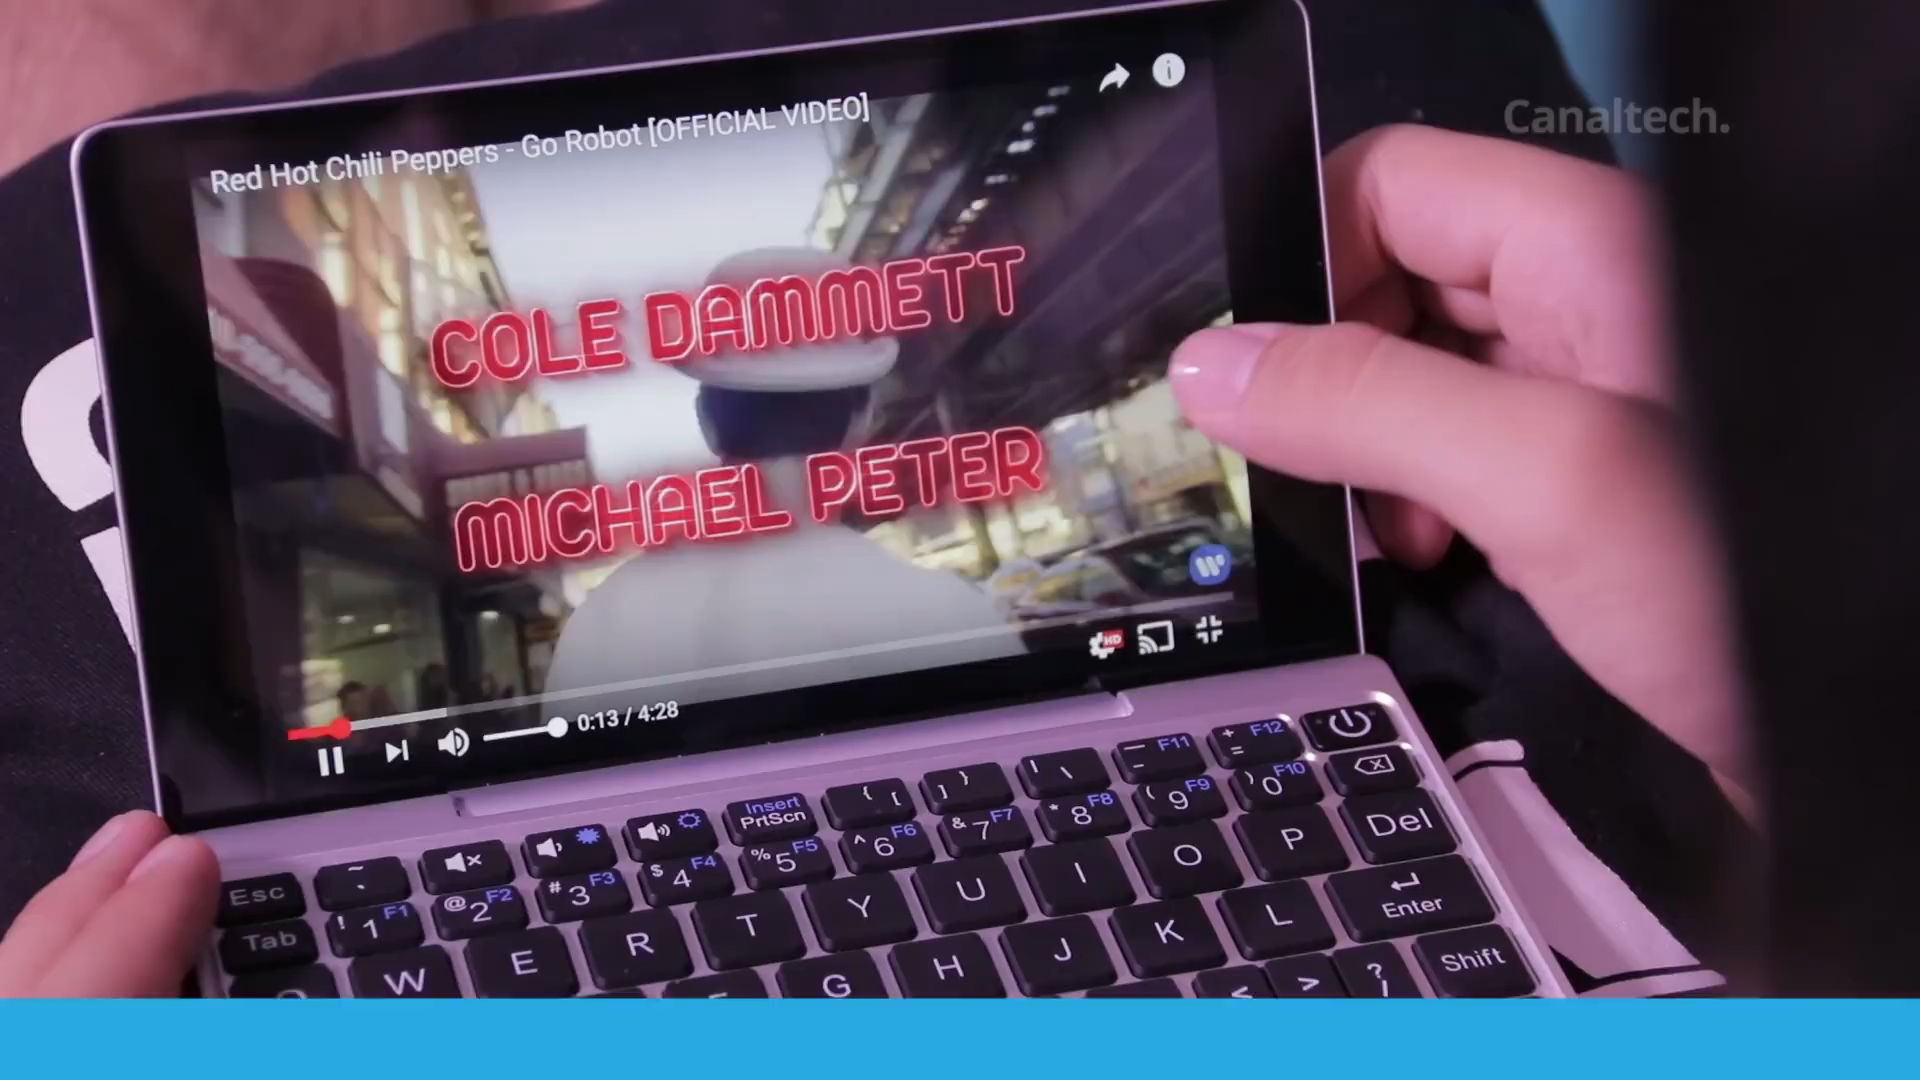 Canaltech.
Red Hot Chili Peppers - Go Robot [OFFICIAL VIDEO]
COLE DAMMETT
MICHAEL PETER
HD
0:13 / 4:28
Insert
PrtScn
{ [
] }
| \
— - F11
+ = F12
Esc
~ `
! 1 F1
@ 2 F2
# 3 F3
$ 4 F4
% 5 F5
^ 6 F6
& 7 F7
* 8 F8
( 9 F9
) 0 F10
Tab
W E R T Y U I O P Del
G H J K L Enter
< > ? Shift